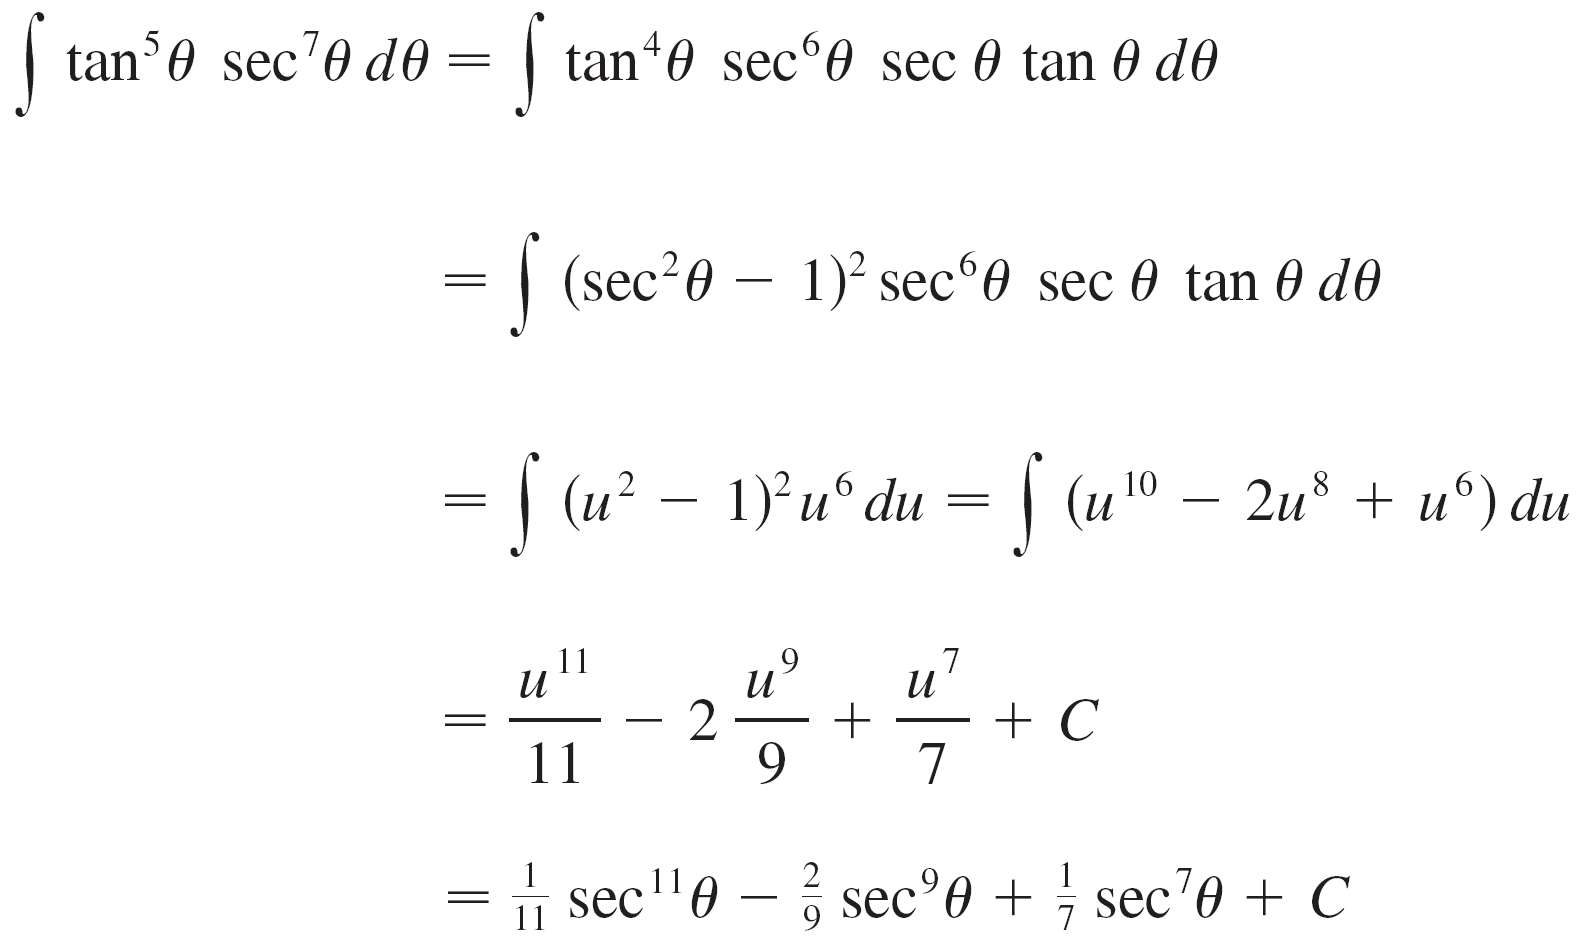 ∫ tan⁵θ sec⁷θ dθ = ∫ tan⁴θ sec⁶θ sec θ tan θ dθ
= ∫ (sec²θ − 1)² sec⁶θ sec θ tan θ dθ
= ∫ (u² − 1)² u⁶ du = ∫ (u¹⁰ − 2u⁸ + u⁶) du
= u¹¹/11 − 2 u⁹/9 + u⁷/7 + C
= 1/11 sec¹¹θ − 2/9 sec⁹θ + 1/7 sec⁷θ + C